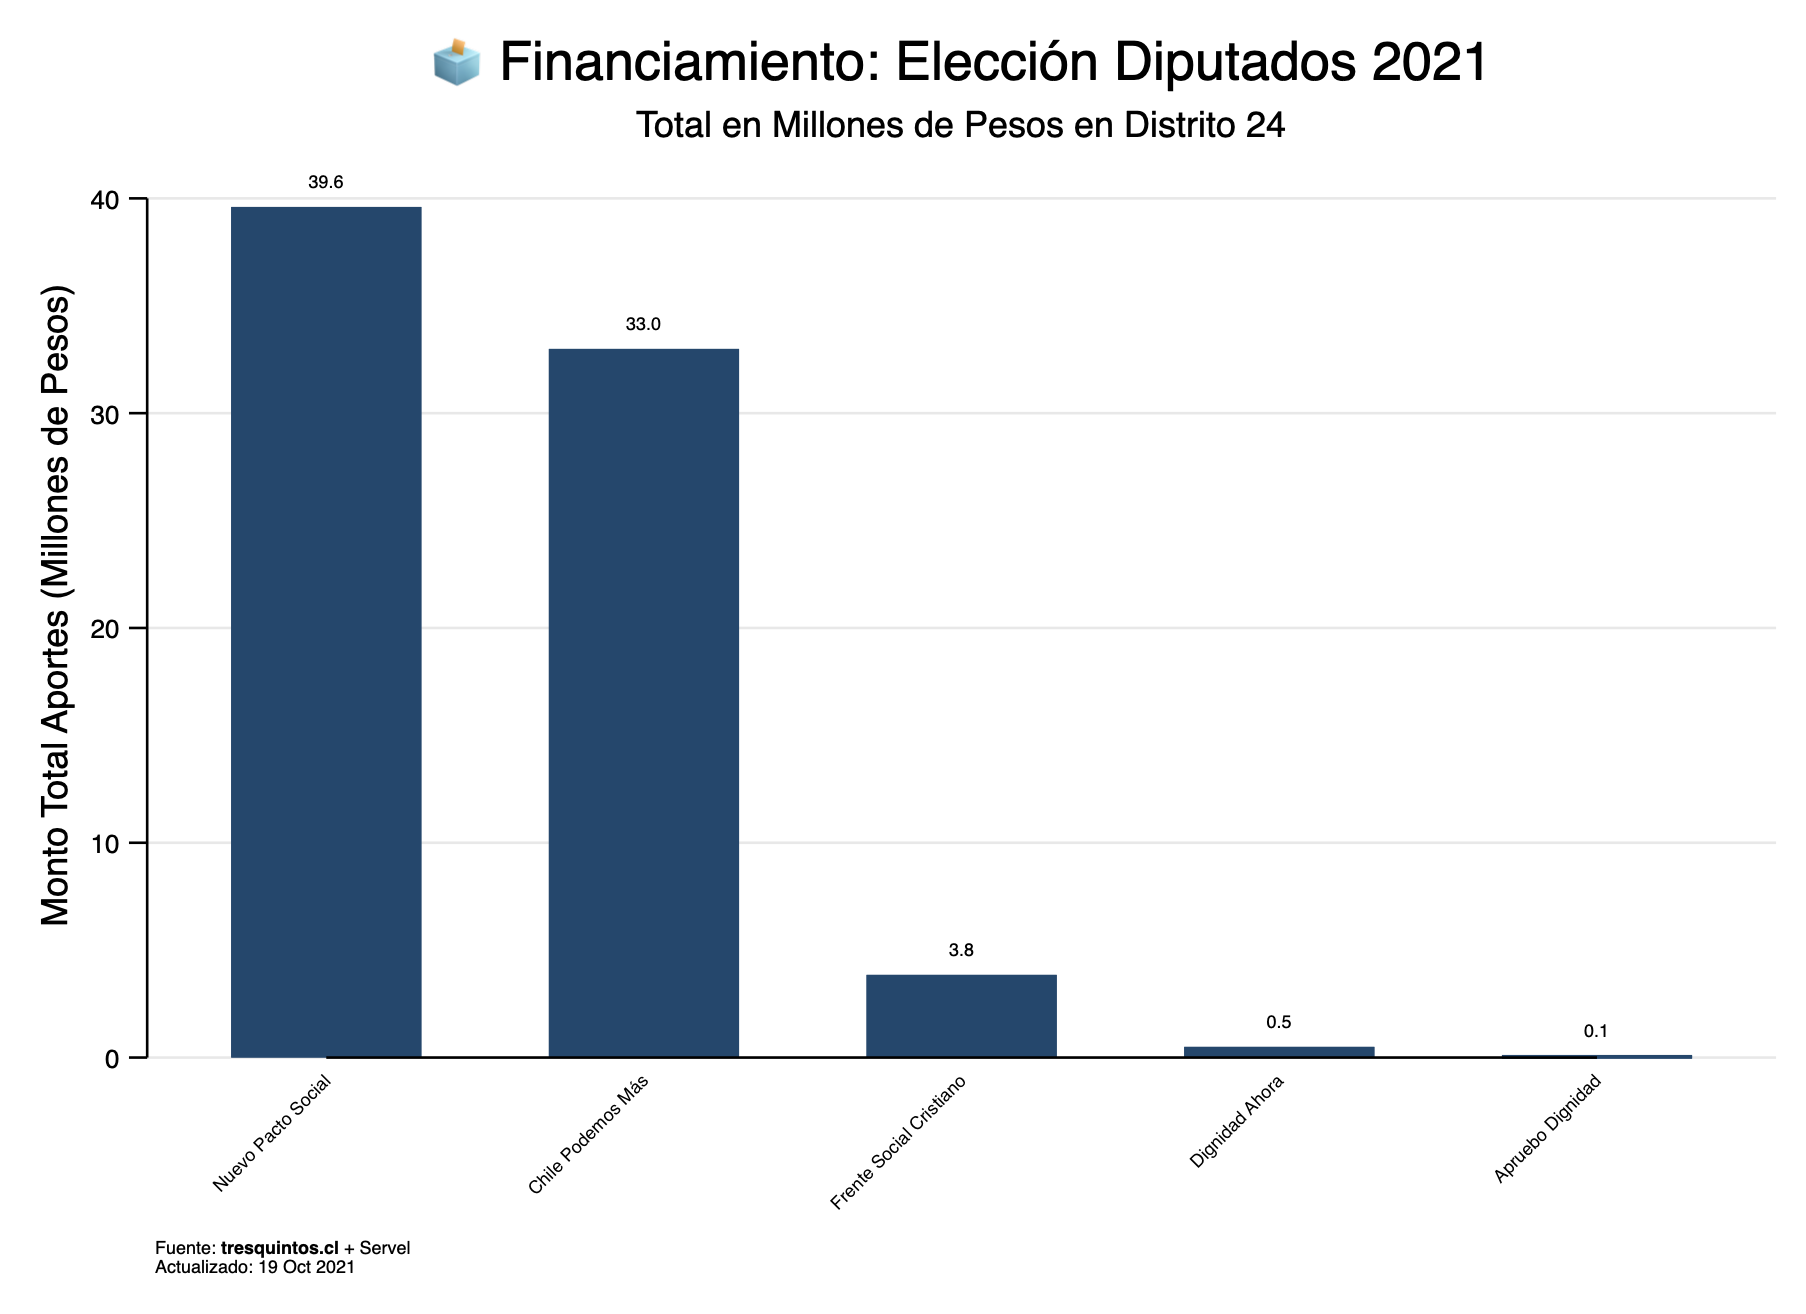 Financiamiento: Elección Diputados 2021
Total en Millones de Pesos en Distrito 24
Monto Total Aportes (Millones de Pesos)
40
30
20
10
0
39.6
33.0
3.8
0.5
0.1
Nuevo Pacto Social
Chile Podemos Más
Frente Social Cristiano
Dignidad Ahora
Apruebo Dignidad
Fuente: tresquintos.cl + Servel
Actualizado: 19 Oct 2021